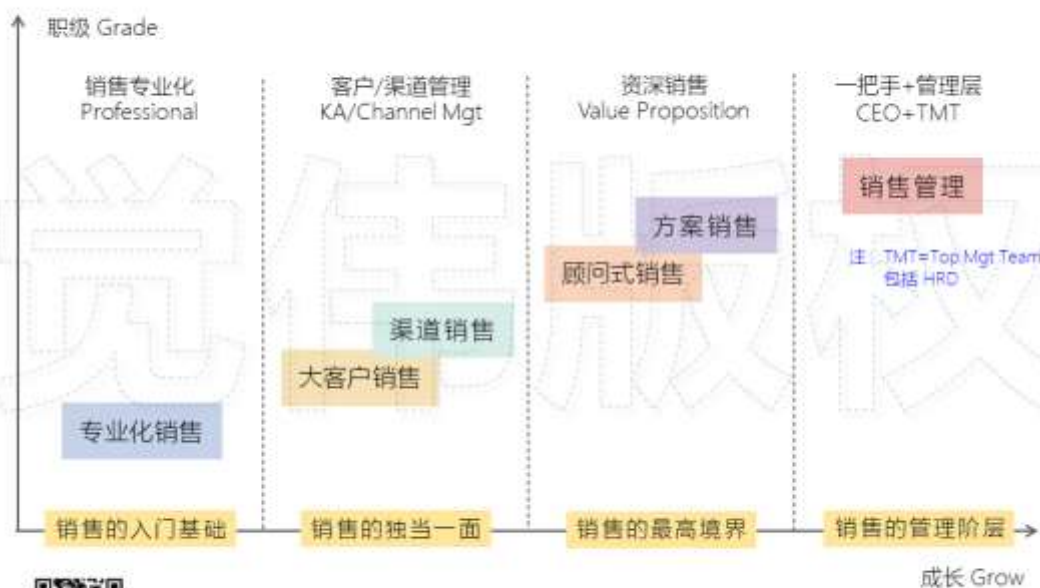 职级 Grade
销售专业化
Professional
客户/渠道管理
KA/Channel Mgt
资深销售
Value Proposition
一把手+管理层
CEO+TMT
销售管理
方案销售
注：TMT=Top Mgt Team
包括 HRD
顾问式销售
渠道销售
大客户销售
专业化销售
觉伟版权
销售的入门基础
销售的独当一面
销售的最高境界
销售的管理阶层
成长 Grow